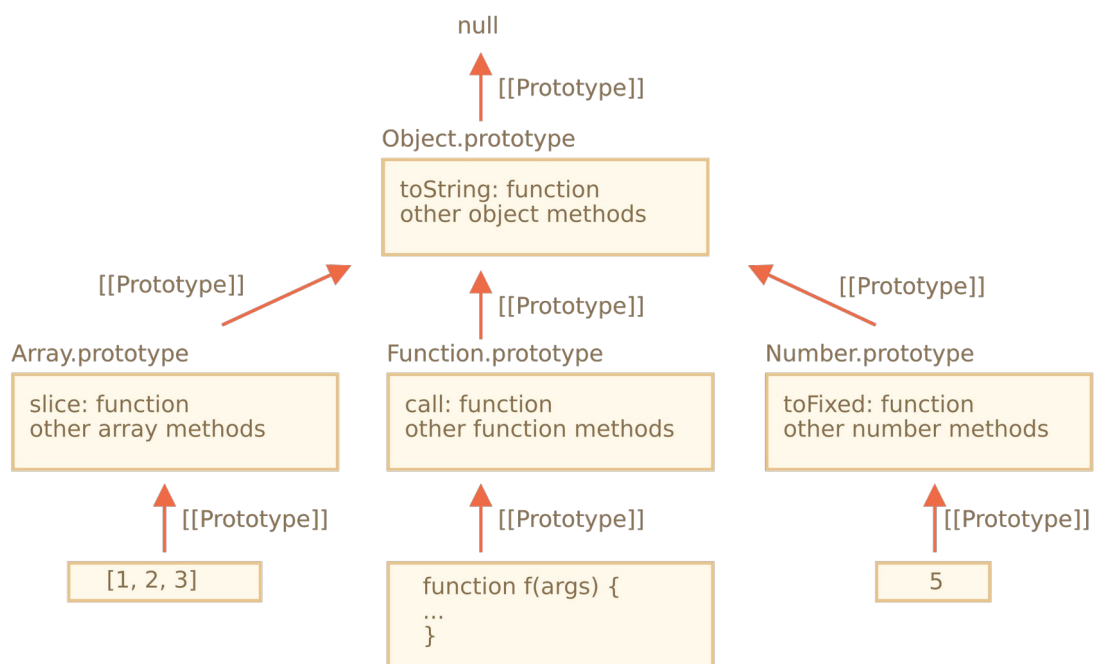 null
[[Prototype]]
Object.prototype
toString: function
other object methods
[[Prototype]]
[[Prototype]]
[[Prototype]]
Array.prototype
Function.prototype
Number.prototype
slice: function
other array methods
call: function
other function methods
toFixed: function
other number methods
[[Prototype]]
[[Prototype]]
[[Prototype]]
[1, 2, 3]
function f(args) {
...
}
5